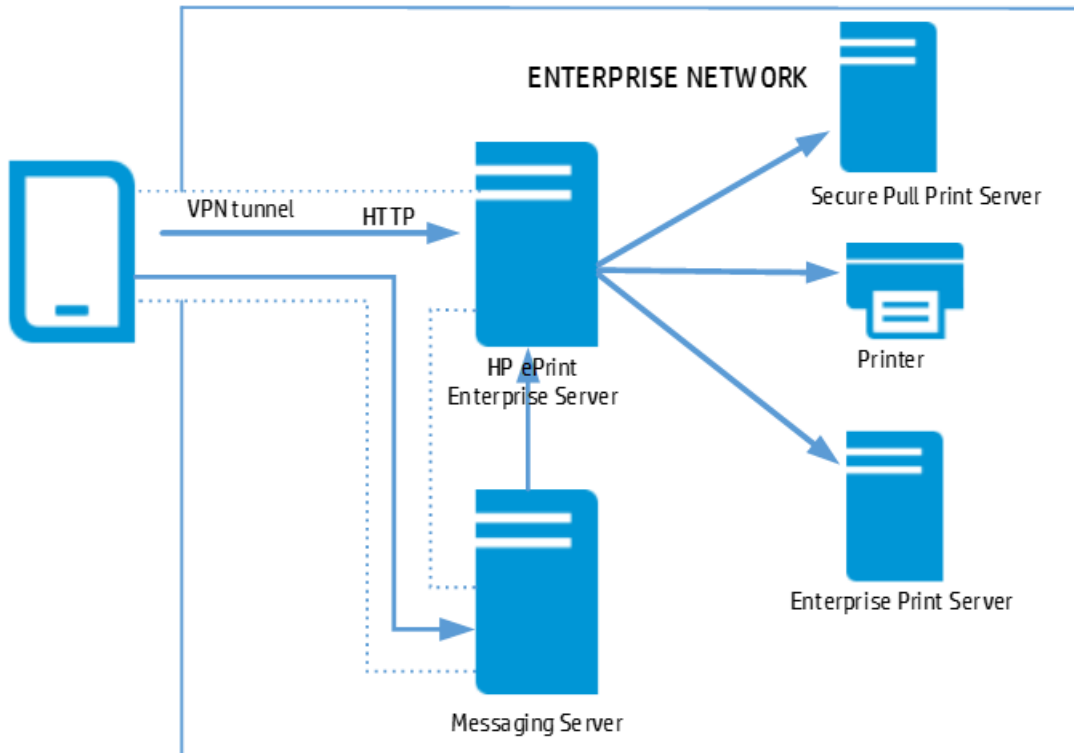 ENTERPRISE NETWORK
Secure Pull Print Server
VPN tunnel
HTTP
Printer
HP ePrint
Enterprise Server
Enterprise Print Server
Messaging Server